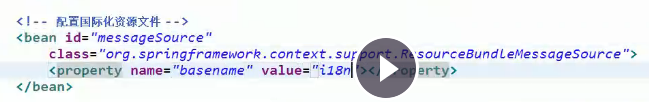 <!-- 配置国际化资源文件 -->
<bean id="messageSource"
class="org.springframework.context.support.ResourceBundleMessageSource">
<property name="basename" value="i18n"></property>
</bean>